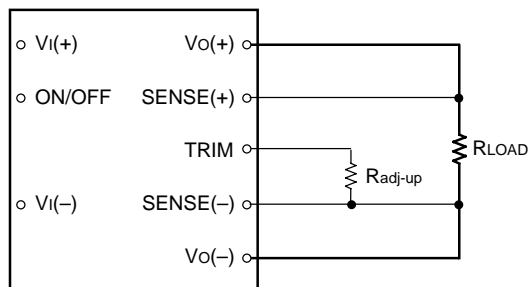 VI(+)
VO(+)
ON/OFF
SENSE(+)
RLOAD
TRIM
Radj-up
VI(–)
SENSE(–)
VO(–)